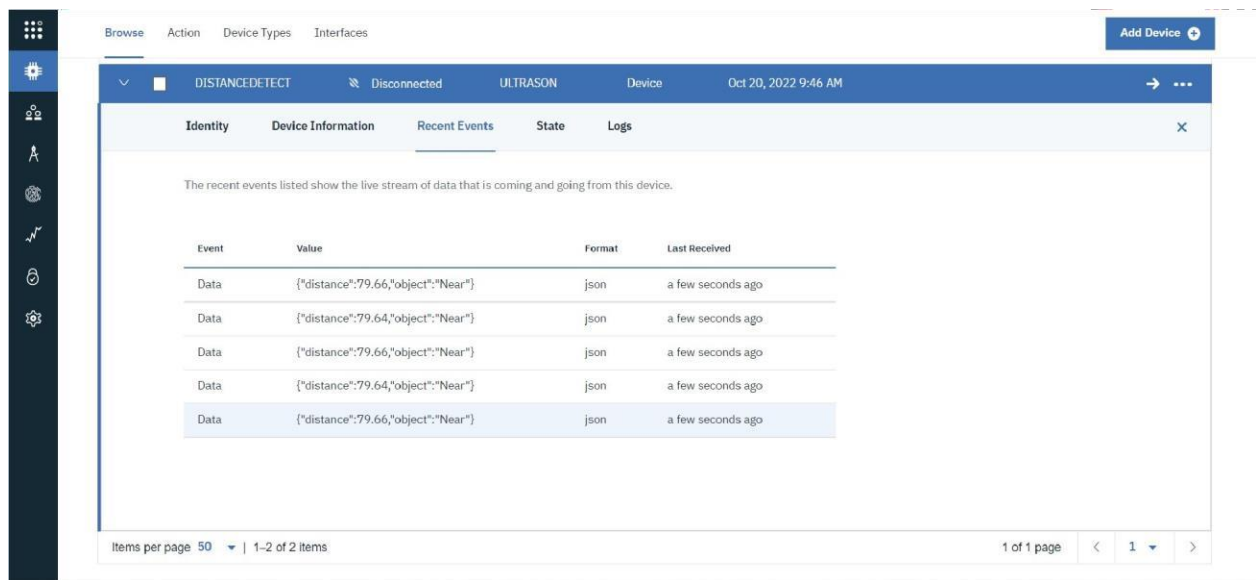 Browse Action Device Types Interfaces Add Device
DISTANCEDETECT Disconnected ULTRASON Device Oct 20, 2022 9:46 AM
Identity Device Information Recent Events State Logs
The recent events listed show the live stream of data that is coming and going from this device.
Event Value Format Last Received
Data {"distance":79.66,"object":"Near"} json a few seconds ago
Data {"distance":79.64,"object":"Near"} json a few seconds ago
Data {"distance":79.66,"object":"Near"} json a few seconds ago
Data {"distance":79.64,"object":"Near"} json a few seconds ago
Data {"distance":79.66,"object":"Near"} json a few seconds ago
Items per page 50 | 1–2 of 2 items 1 of 1 page 1